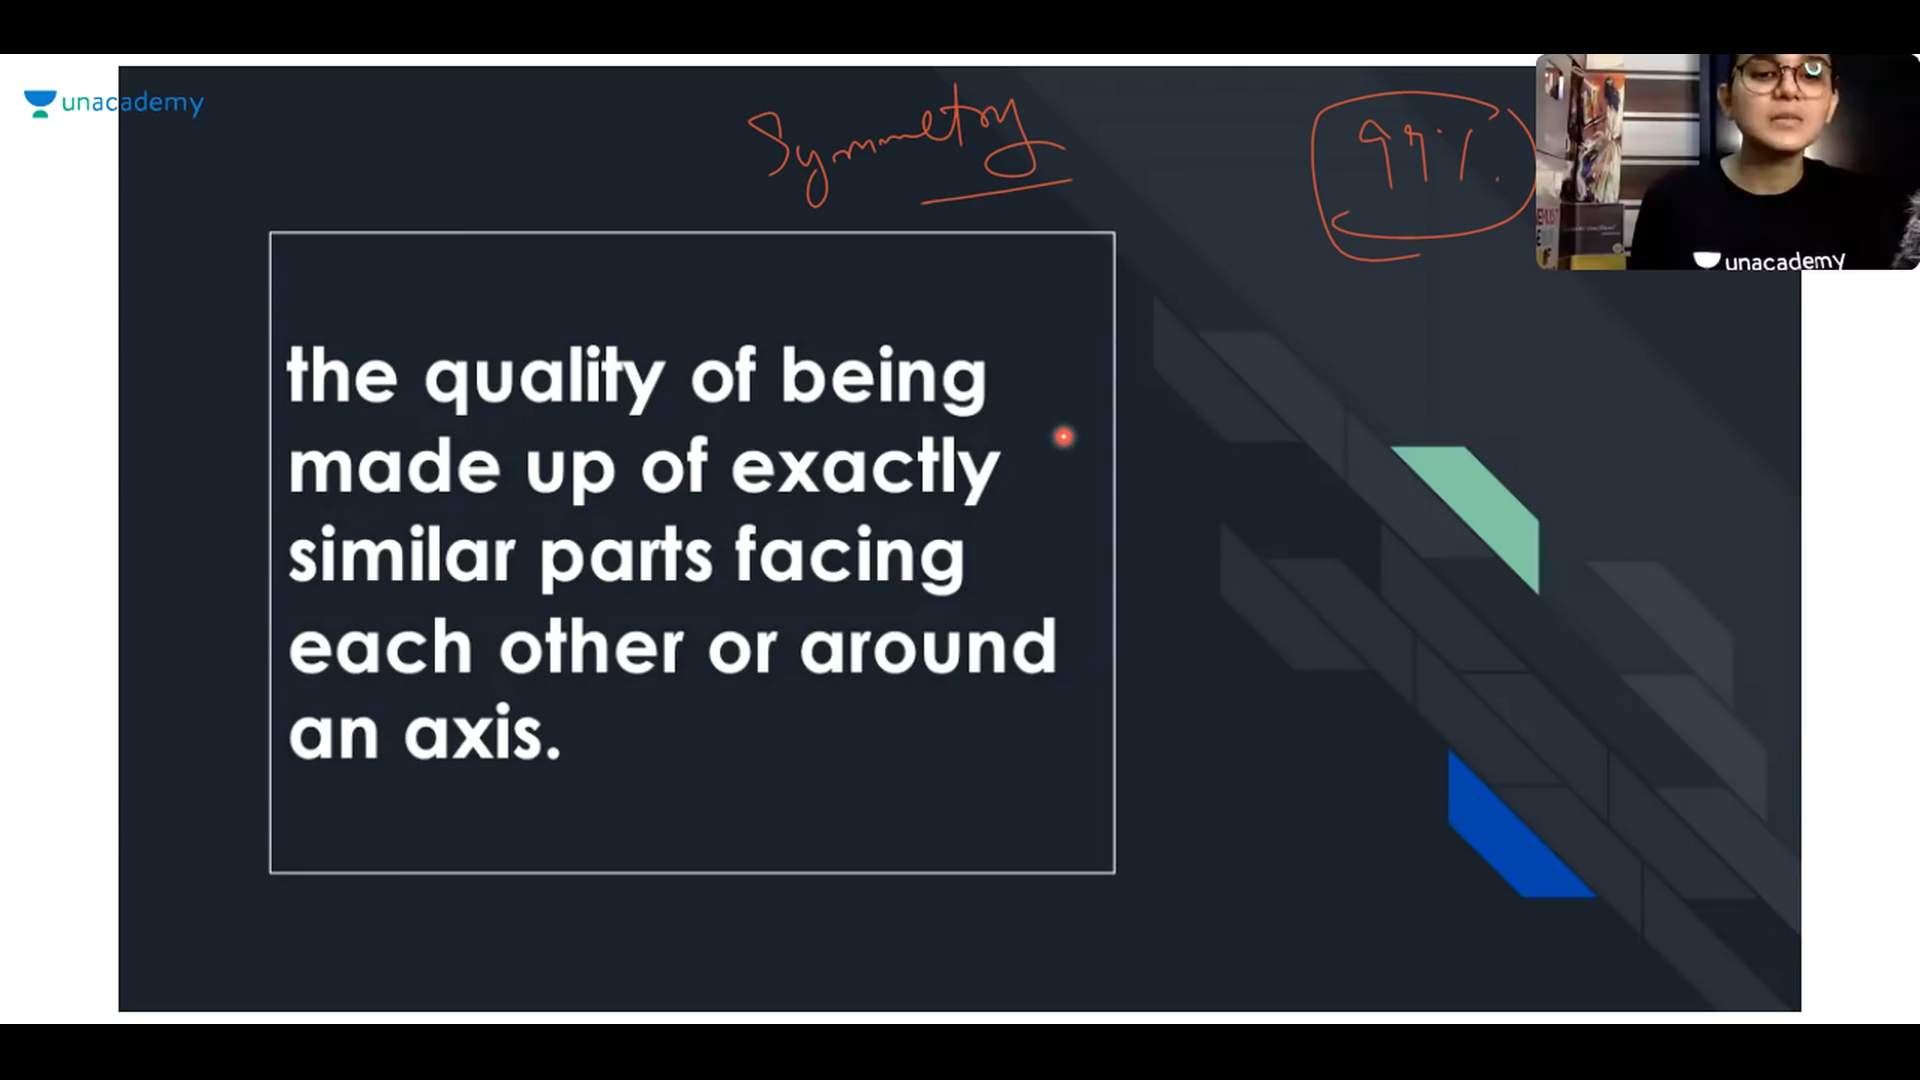 unacademy
Symmetry
99%
the quality of being
made up of exactly
similar parts facing
each other or around
an axis.
unacademy